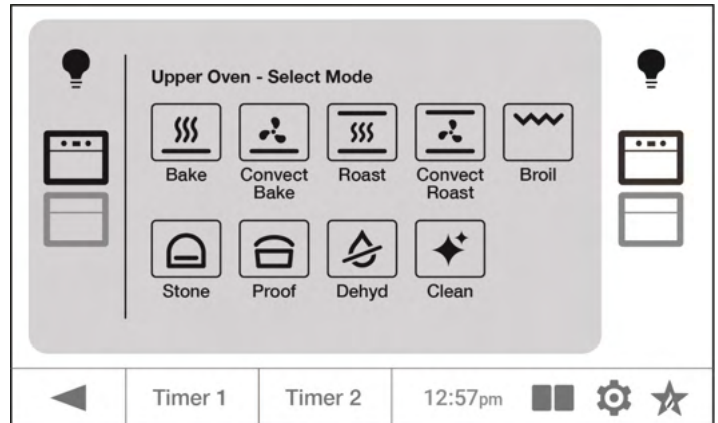 Upper Oven - Select Mode
Bake
Convect
Bake
Roast
Convect
Roast
Broil
Stone
Proof
Dehyd
Clean
Timer 1
Timer 2
12:57pm